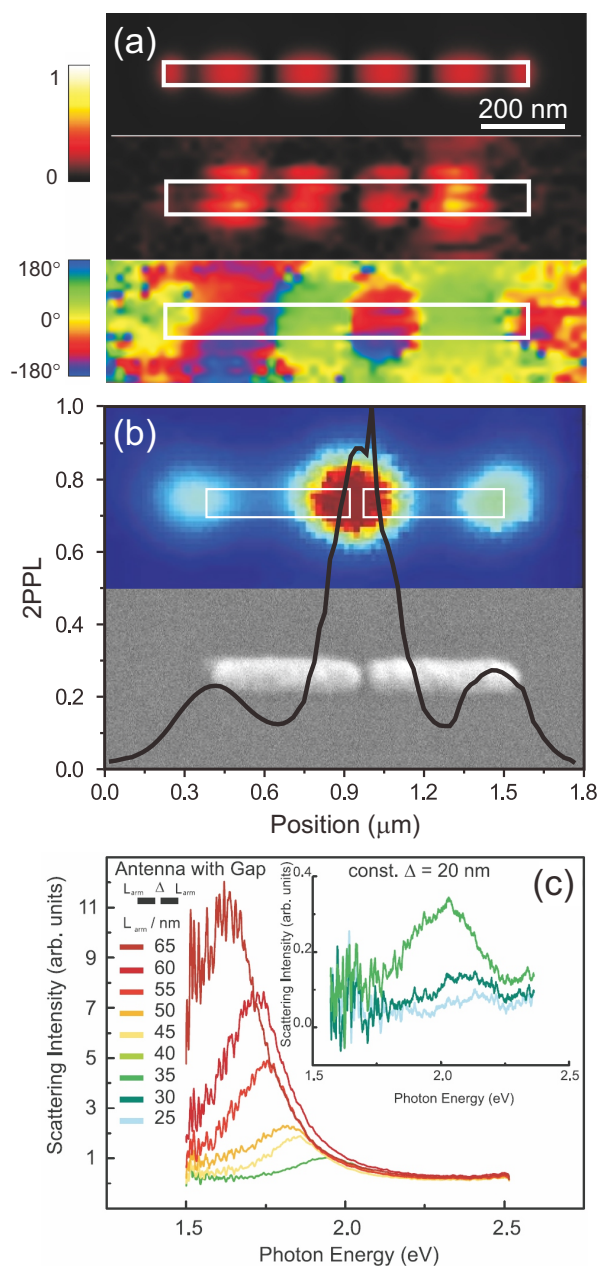 (a)
1
0
200 nm
180°
0°
-180°
(b)
1.0
0.8
0.6
0.4
0.2
0.0
2PPL
0.0 0.3 0.6 0.9 1.2 1.5 1.8
Position (μm)
(c)
Antenna with Gap
L arm Δ L arm
L arm / nm
65
60
55
50
45
40
35
30
25
11
9
7
5
3
1
Scattering Intensity (arb. units)
1.5 2.0 2.5
Photon Energy (eV)
const. Δ = 20 nm
0.4
0.2
0.0
Scattering Intensity (arb. units)
1.5 2.0 2.5
Photon Energy (eV)